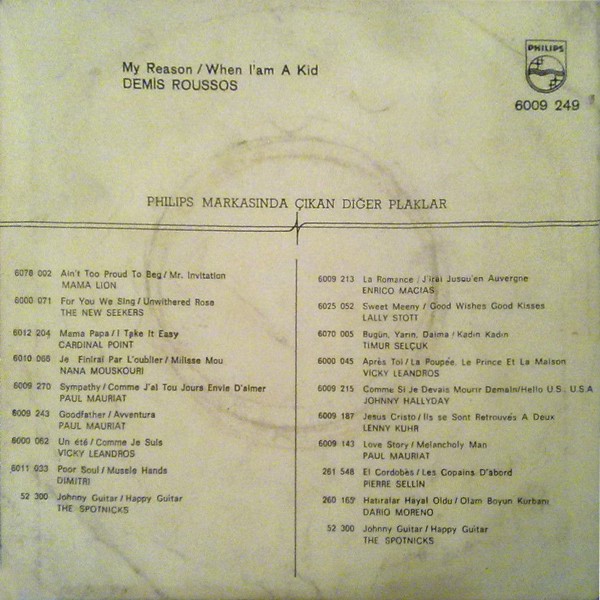 My Reason / When I'am A Kid
DEMİS ROUSSOS
PHILIPS
6009 249
PHILIPS MARKASINDA ÇIKAN DİĞER PLAKLAR
6078 002 Ain't Too Proud To Beg / Mr. Invitation
MAMA LION
6000 071 For You We Sing / Unwithered Rose
THE NEW SEEKERS
6012 204 Mama Papa / I Take It Easy
CARDINAL POINT
6010 066 Je Finirai Par L'oublier / Milisse Mou
NANA MOUSKOURI
6009 270 Sympathy / Comme J'ai Tou Jours Envie D'aimer
PAUL MAURIAT
6009 243 Goodfather / Avventura
PAUL MAURIAT
6000 062 Un été / Comme Je Suis
VICKY LEANDROS
6011 033 Poor Soul / Musele Hands
DIMITRI
52 300 Johnny Guitar / Happy Guitar
THE SPOTNICKS
6009 213 La Romance / J'irai Jusqu'en Auvergne
ENRICO MACIAS
6025 052 Sweet Meeny / Good Wishes Good Kisses
LALLY STOTT
6070 005 Bugün, Yarın, Daima / Kadın Kadın
TIMUR SELÇUK
6000 045 Après Toi / La Poupée, Le Prince Et La Maison
VICKY LEANDROS
6009 215 Comme Si Je Devais Mourir Demain/Hello U.S. U.S.A
JOHNNY HALLYDAY
6009 187 Jesus Cristo / Ils se Sont Retrouvés A Deux
LENNY KUHR
6009 143 Love Story / Melancholy Man
PAUL MAURIAT
261 548 El Cordobès / Les Copains D'abord
PIERRE SELLİN
260 165 Hatıralar Hayal Oldu / Olam Boyun Kurbanı
DARIO MORENO
52 300 Johnny Guitar / Happy Guitar
THE SPOTNICKS